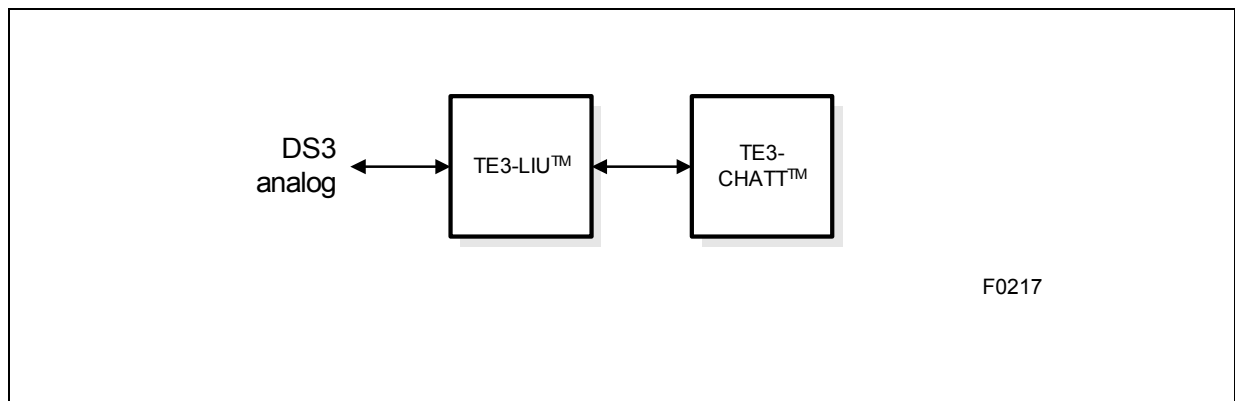 DS3
analog
TE3-LIU™
TE3-
CHATT™
F0217